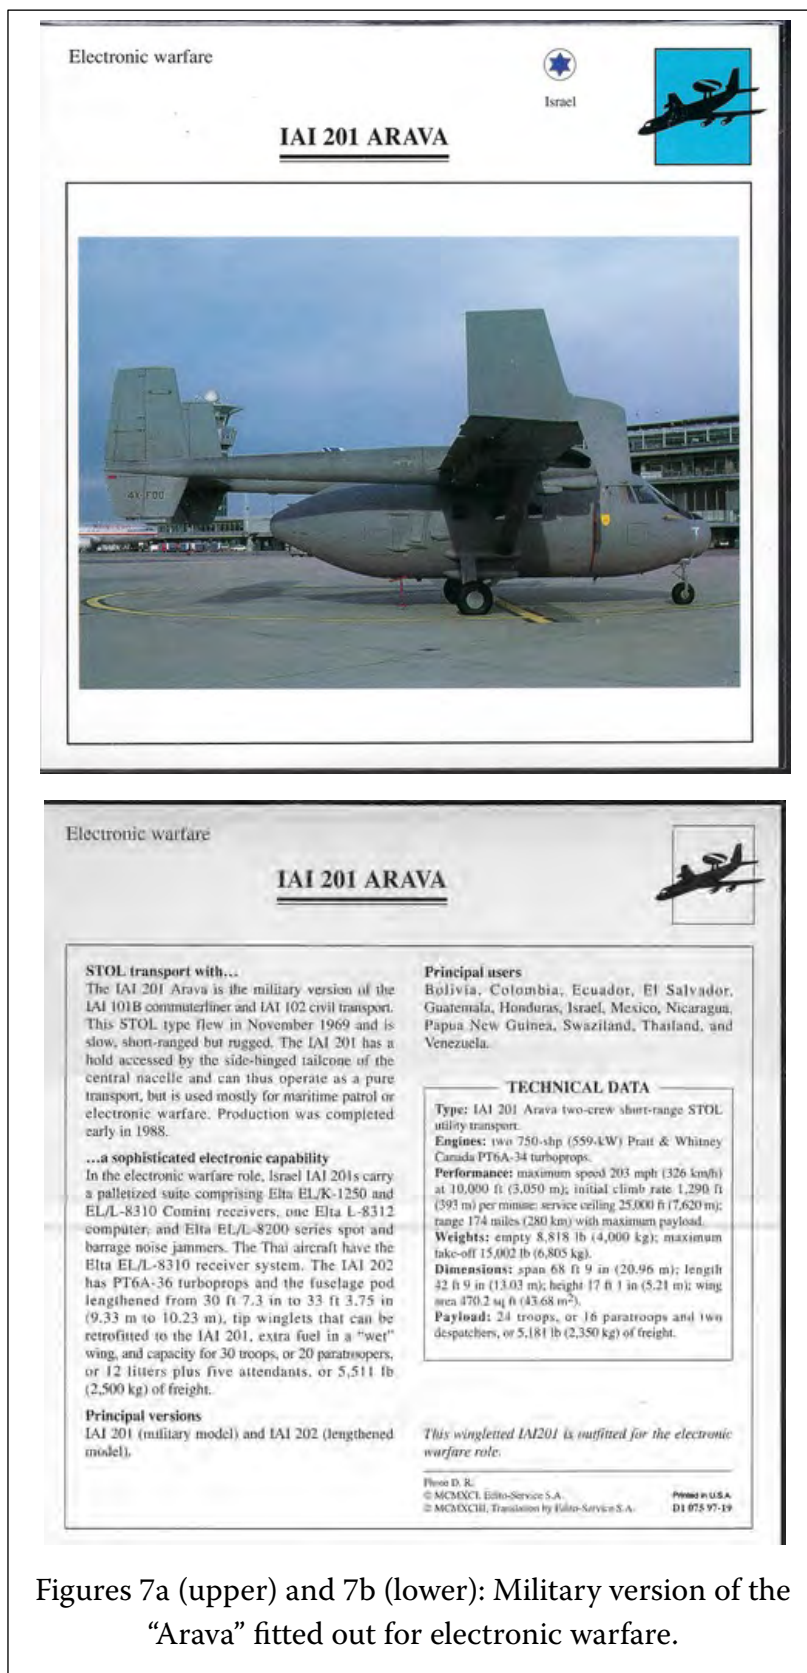 Electronic warfare
Israel
IAI 201 ARAVA
4X-FDD
Electronic warfare
IAI 201 ARAVA
STOL transport with...
The IAI 201 Arava is the military version of the
IAI 101B commuterliner and IAI 102 civil transport.
This STOL type flew in November 1969 and is
slow, short-ranged but rugged. The IAI 201 has a
hold accessed by the side-hinged tailcone of the
central nacelle and can thus operate as a pure
transport, but is used mostly for maritime patrol or
electronic warfare. Production was completed
early in 1988.
...a sophisticated electronic capability
In the electronic warfare role, Israel IAI 201s carry
a palletized suite comprising Elta EL/K-1250 and
EL/L-8310 Comint receivers, one Elta L-8312
computer, and Elta EL/L-8200 series spot and
barrage noise jammers. The Thai aircraft have the
Elta EL/L-8310 receiver system. The IAI 202
has PT6A-36 turboprops and the fuselage pod
lengthened from 30 ft 7.3 in to 33 ft 3.75 in
(9.33 m to 10.23 m), tip winglets that can be
retrofitted to the IAI 201, extra fuel in a “wet”
wing, and capacity for 30 troops, or 20 paratroopers,
or 12 litters plus five attendants, or 5,511 lb
(2,500 kg) of freight.
Principal versions
IAI 201 (military model) and IAI 202 (lengthened
model).
Principal users
Bolivia, Colombia, Ecuador, El Salvador,
Guatemala, Honduras, Israel, Mexico, Nicaragua,
Papua New Guinea, Swaziland, Thailand, and
Venezuela.
TECHNICAL DATA
Type: IAI 201 Arava two-crew short-range STOL
utility transport.
Engines: two 750-shp (559-kW) Pratt & Whitney
Canada PT6A-34 turboprops.
Performance: maximum speed 203 mph (326 km/h)
at 10,000 ft (3,050 m); initial climb rate 1,290 ft
(393 m) per minute; service ceiling 25,000 ft (7,620 m);
range 174 miles (280 km) with maximum payload.
Weights: empty 8,818 lb (4,000 kg); maximum
take-off 15,002 lb (6,805 kg).
Dimensions: span 68 ft 9 in (20.96 m); length
42 ft 9 in (13.03 m); height 17 ft 1 in (5.21 m); wing
area 470.2 sq ft (43.68 m²).
Payload: 24 troops, or 16 paratroops and two
despatchers, or 5,181 lb (2,350 kg) of freight.
This wingletted IAI201 is outfitted for the electronic
warfare role.
Photo D. R.
© MCMXCI, Edito-Service S.A.
© MCMXCIII, Translation by Edito-Service S.A.
Printed in U.S.A.
D1 075 97-19
Figures 7a (upper) and 7b (lower): Military version of the
“Arava” fitted out for electronic warfare.